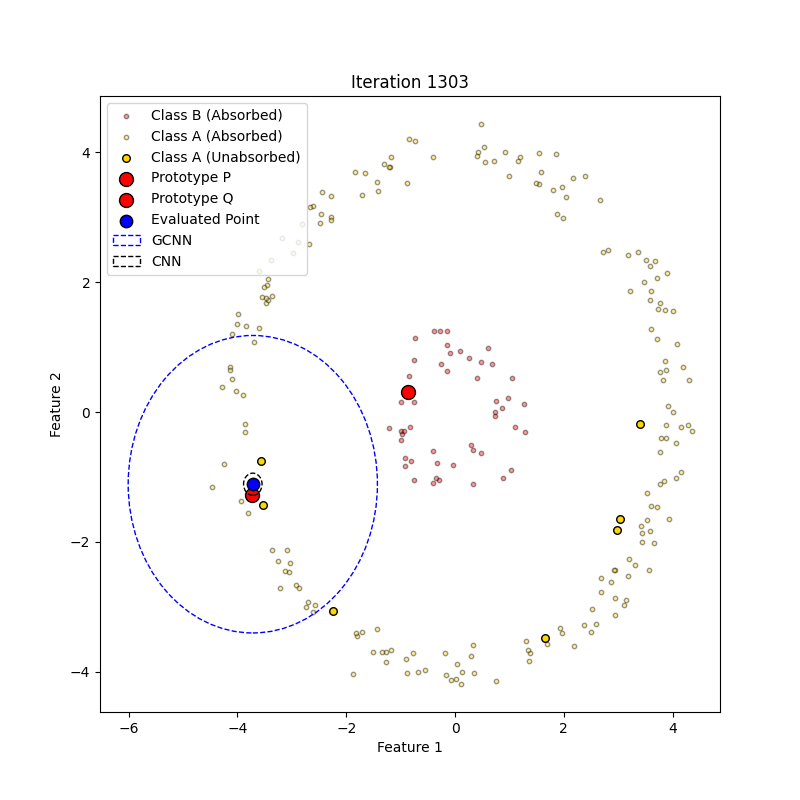 Iteration 1303
Class B (Absorbed)
Class A (Absorbed)
Class A (Unabsorbed)
Prototype P
Prototype Q
Evaluated Point
GCNN
CNN
4
2
0
−2
−4
Feature 2
−6 −4 −2 0 2 4
Feature 1